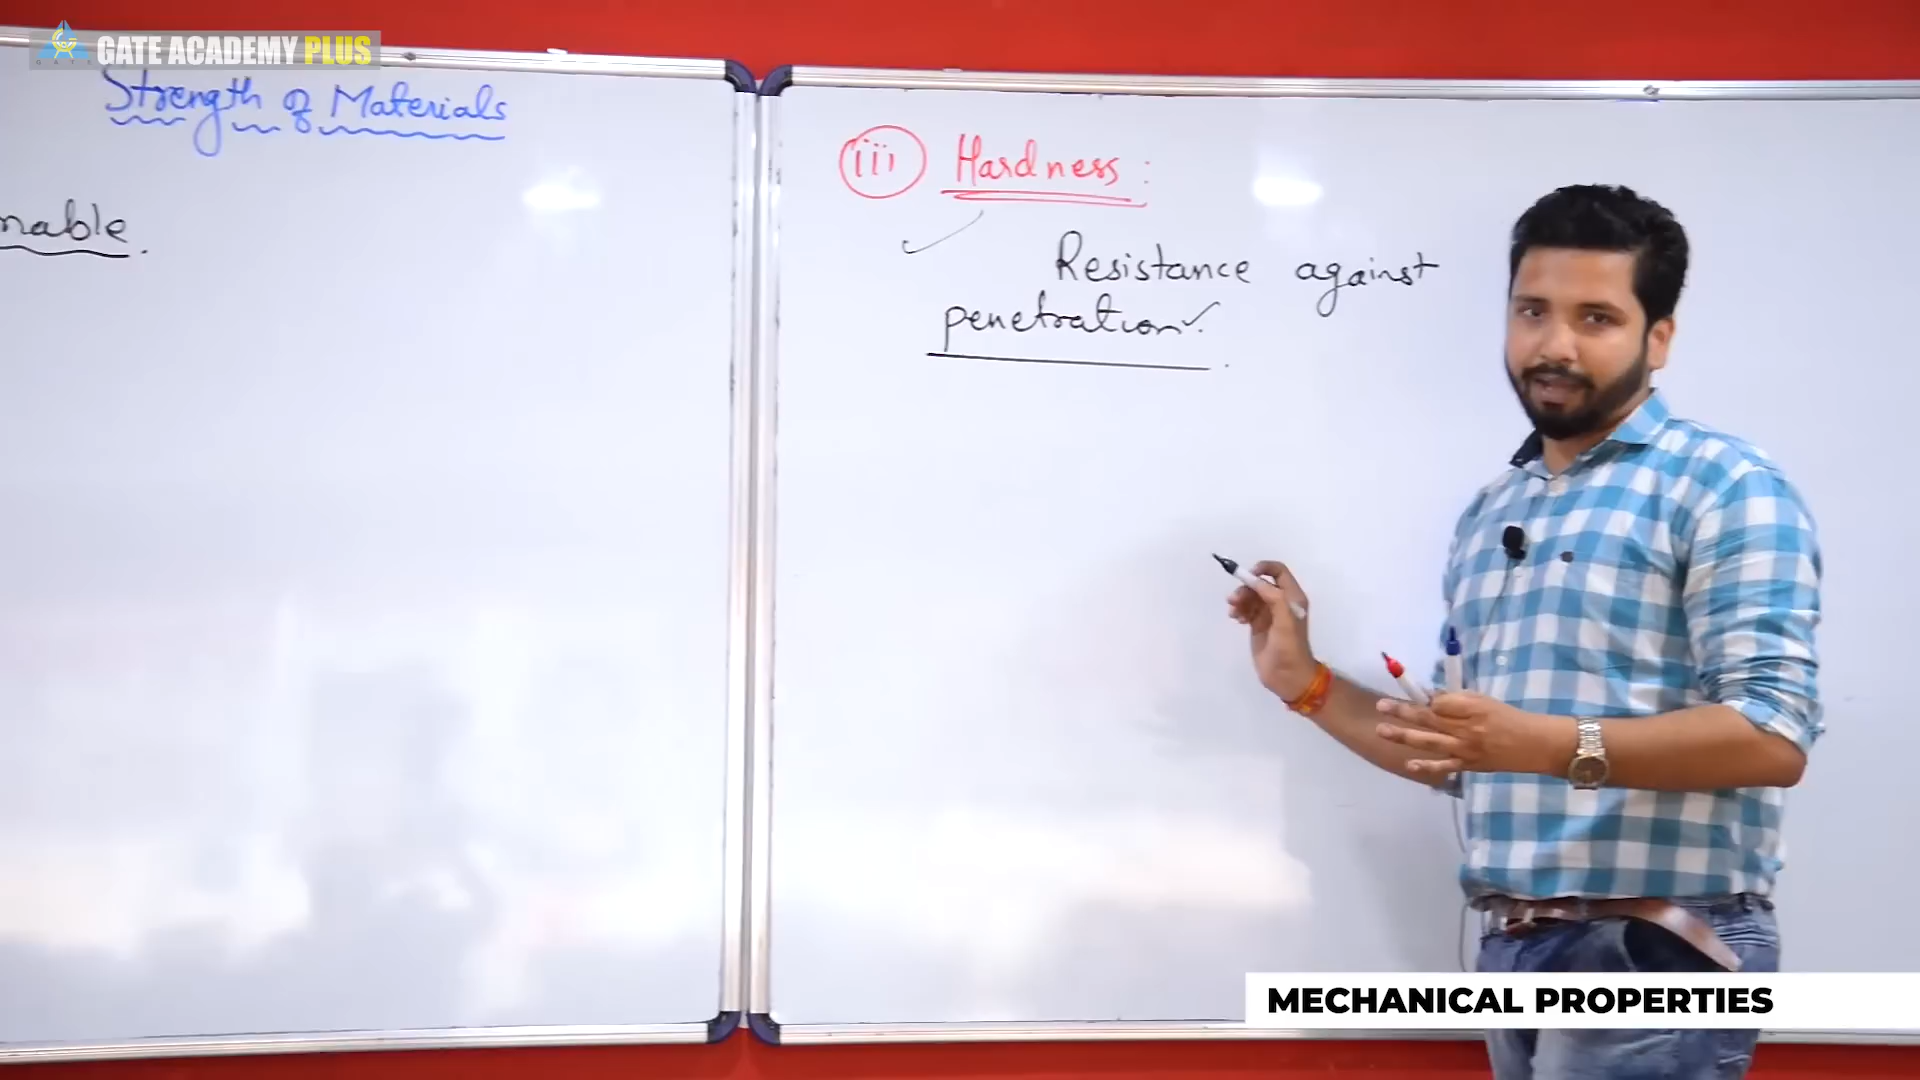 GATE ACADEMY PLUS
Strength of Materials
nable.
iii Hardness:
Resistance against
penetration.
MECHANICAL PROPERTIES